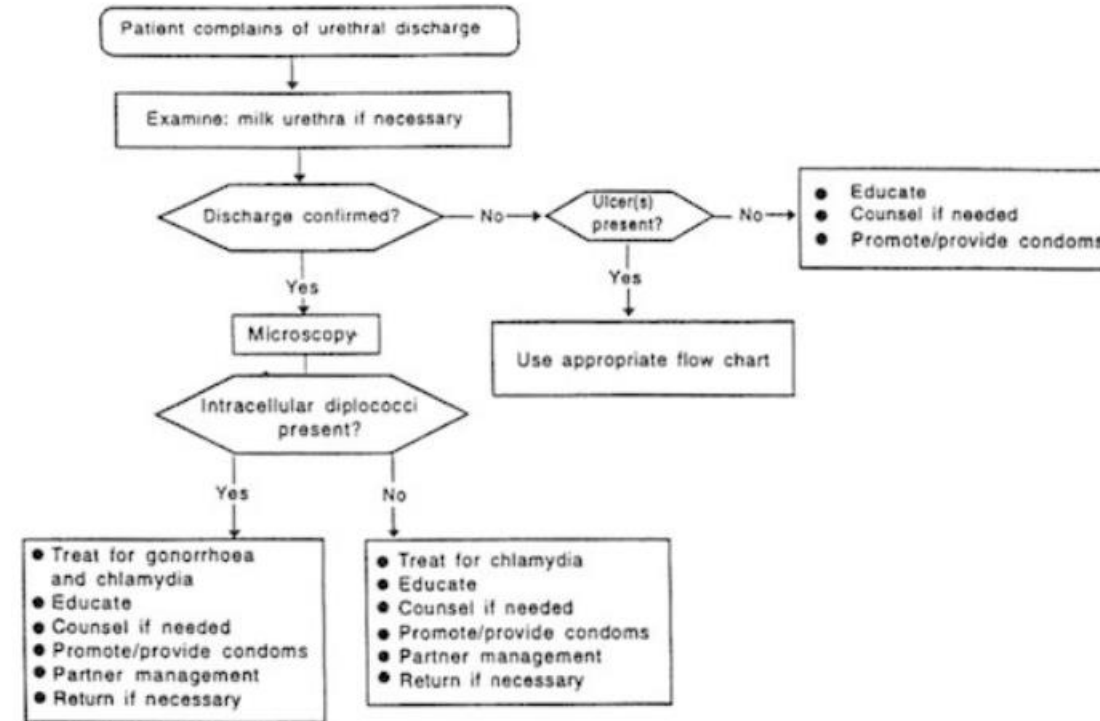 Patient complains of urethral discharge
Examine: milk urethra if necessary
Discharge confirmed?
No
Ulcer(s)
present?
No
● Educate
● Counsel if needed
● Promote/provide condoms
Yes
Yes
Microscopy
Use appropriate flow chart
Intracellular diplococci
present?
Yes
No
● Treat for gonorrhoea
and chlamydia
● Educate
● Counsel if needed
● Promote/provide condoms
● Partner management
● Return if necessary
● Treat for chlamydia
● Educate
● Counsel if needed
● Promote/provide condoms
● Partner management
● Return if necessary